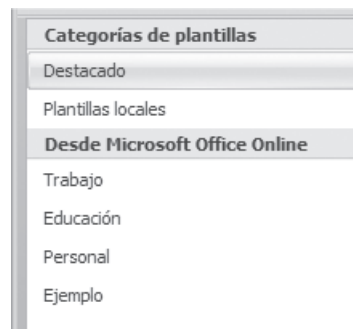 Categorías de plantillas
Destacado
Plantillas locales
Desde Microsoft Office Online
Trabajo
Educación
Personal
Ejemplo